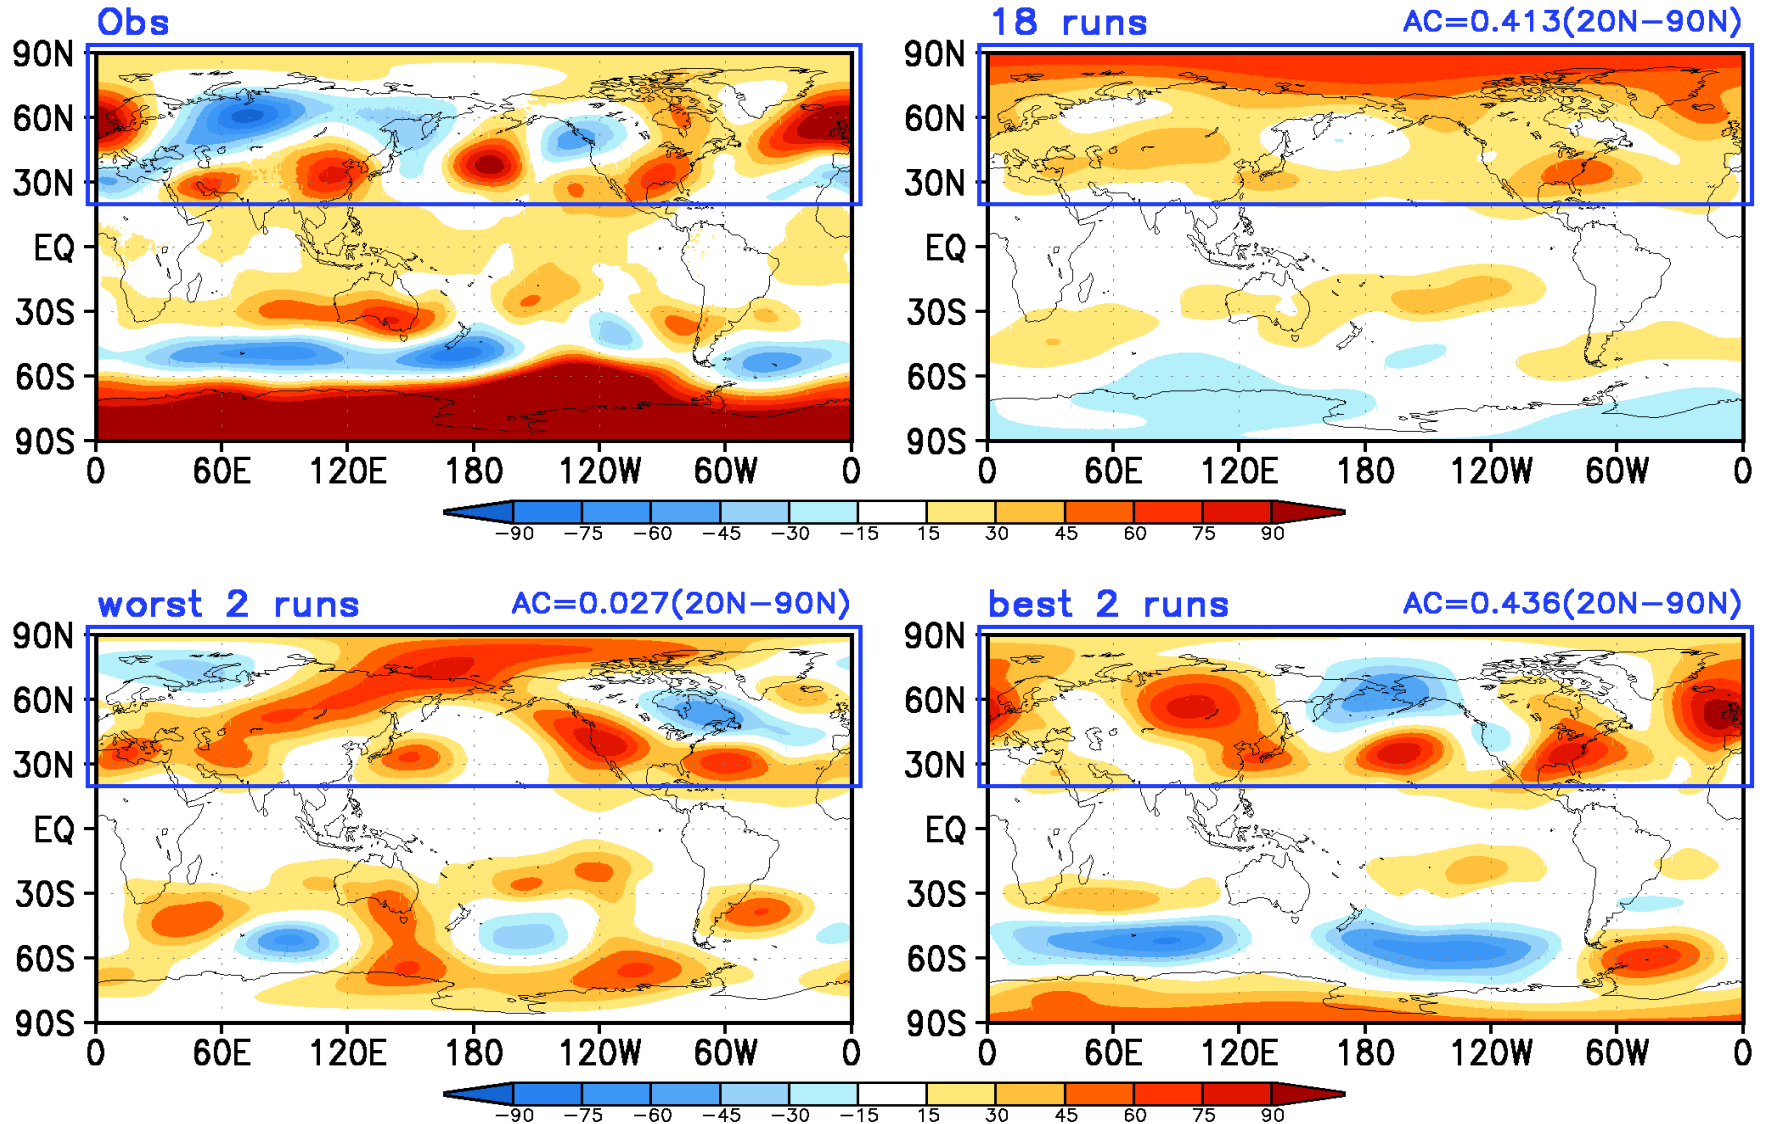 Obs
18 runs AC=0.413(20N−90N)
90N 90N
60N 60N
30N 30N
EQ EQ
30S 30S
60S 60S
90S 90S
0 60E 120E 180 120W 60W 0 0 60E 120E 180 120W 60W 0
−90 −75 −60 −45 −30 −15 15 30 45 60 75 90
worst 2 runs AC=0.027(20N−90N)
best 2 runs AC=0.436(20N−90N)
90N 90N
60N 60N
30N 30N
EQ EQ
30S 30S
60S 60S
90S 90S
0 60E 120E 180 120W 60W 0 0 60E 120E 180 120W 60W 0
−90 −75 −60 −45 −30 −15 15 30 45 60 75 90